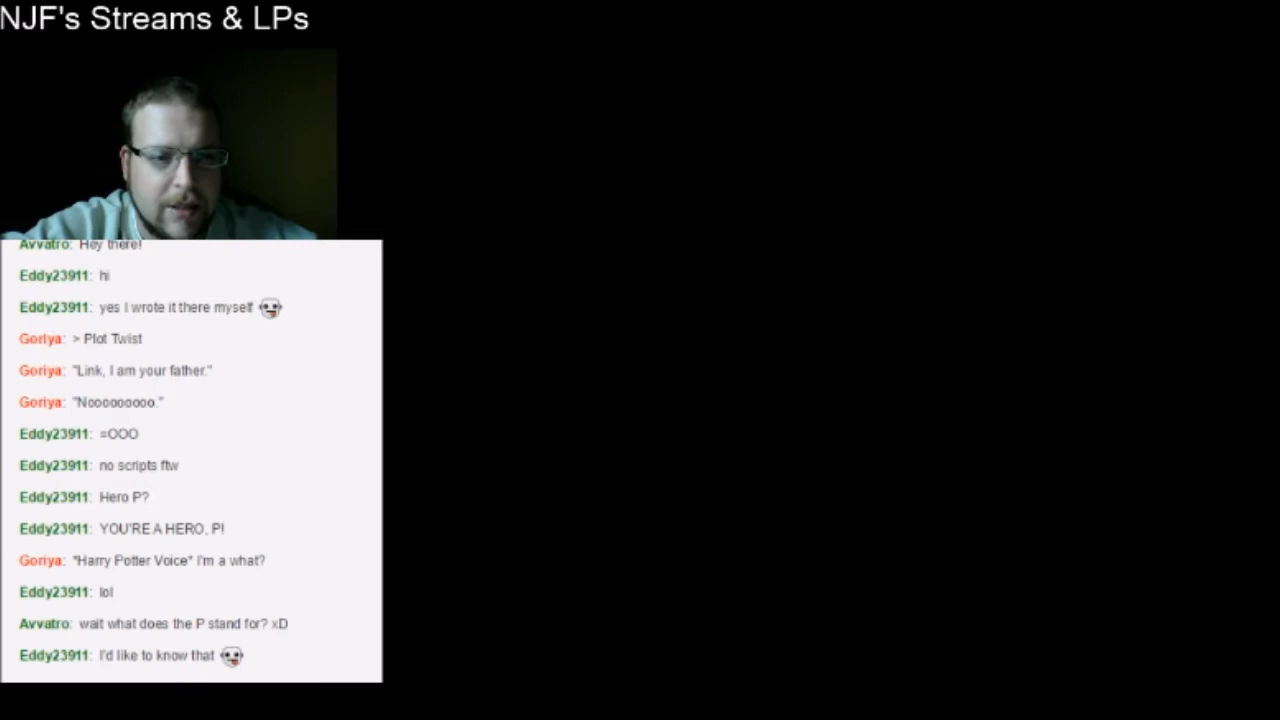 NJF's Streams & LPs
Avvatro: Hey there!
Eddy23911: hi
Eddy23911: yes I wrote it there myself
Goriya: > Plot Twist
Goriya: "Link, I am your father."
Goriya: "Nooooooooo."
Eddy23911: =OOO
Eddy23911: no scripts ftw
Eddy23911: Hero P?
Eddy23911: YOU'RE A HERO, P!
Goriya: *Harry Potter Voice* I'm a what?
Eddy23911: lol
Avvatro: wait what does the P stand for? xD
Eddy23911: I'd like to know that